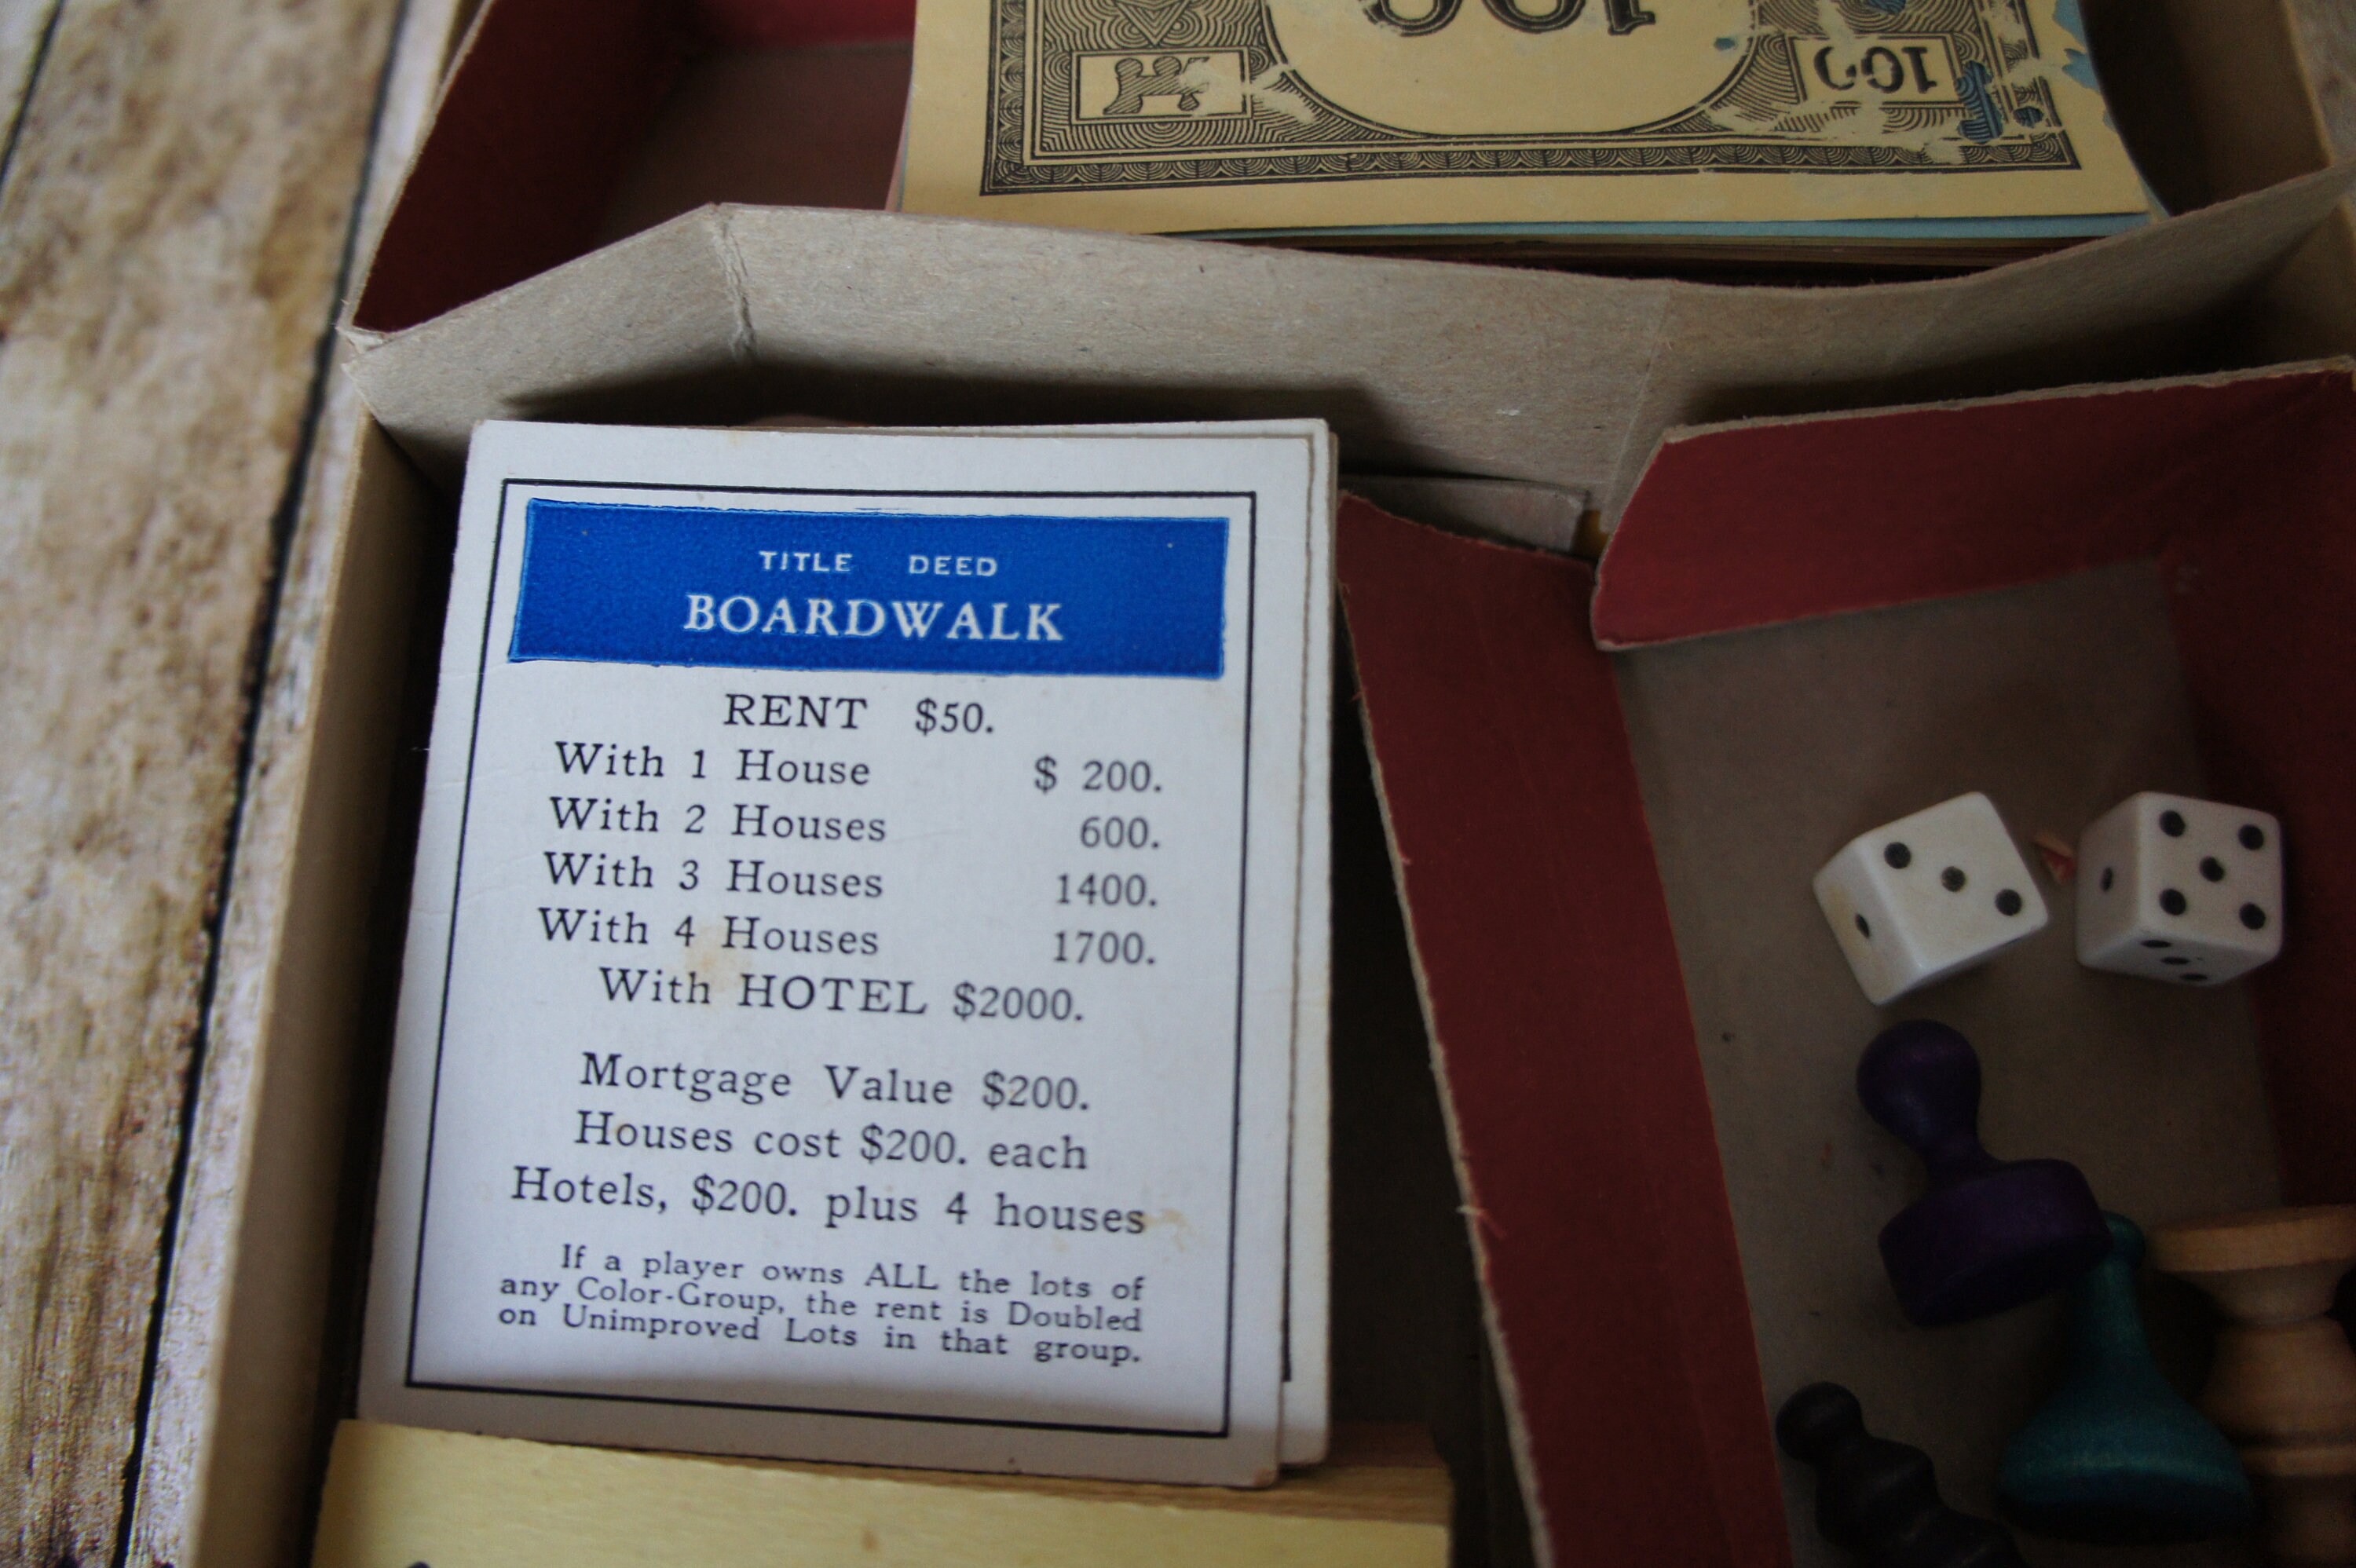 100
100
TITLE DEED
BOARDWALK
RENT $50.
With 1 House $ 200.
With 2 Houses 600.
With 3 Houses 1400.
With 4 Houses 1700.
With HOTEL $2000.
Mortgage Value $200.
Houses cost $200. each
Hotels, $200. plus 4 houses
If a player owns ALL the lots of
any Color-Group, the rent is Doubled
on Unimproved Lots in that group.